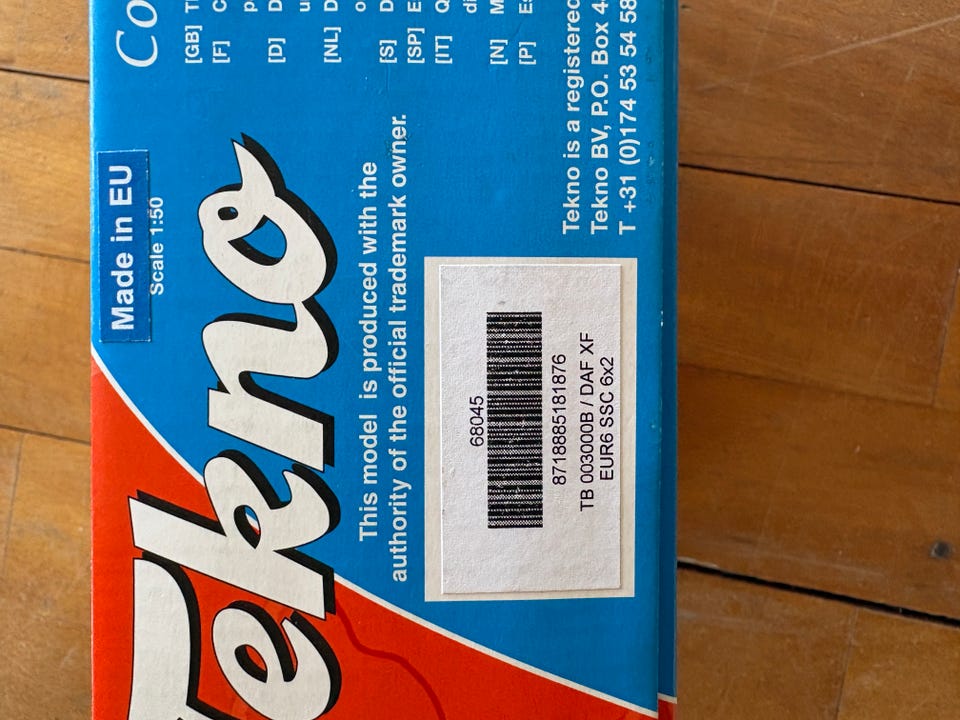 Made in EU
Scale 1:50
Tekno
This model is produced with the
authority of the official trademark owner.
68045
8718885181876
TB 003000B / DAF XF
EUR6 SSC 6x2
Co
[GB]
[F]
[D]
[NL]
[S]
[SP]
[IT]
[N]
[P]
Tekno is a registered
Tekno BV, P.O. Box 4
T +31 (0)174 53 54 58